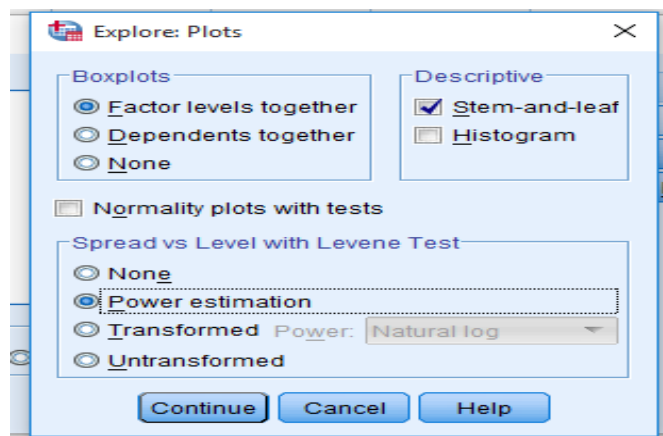 Explore: Plots
Boxplots
Factor levels together
Dependents together
None
Descriptive
Stem-and-leaf
Histogram
Normality plots with tests
Spread vs Level with Levene Test
None
Power estimation
Transformed Power: Natural log
Untransformed
Continue Cancel Help